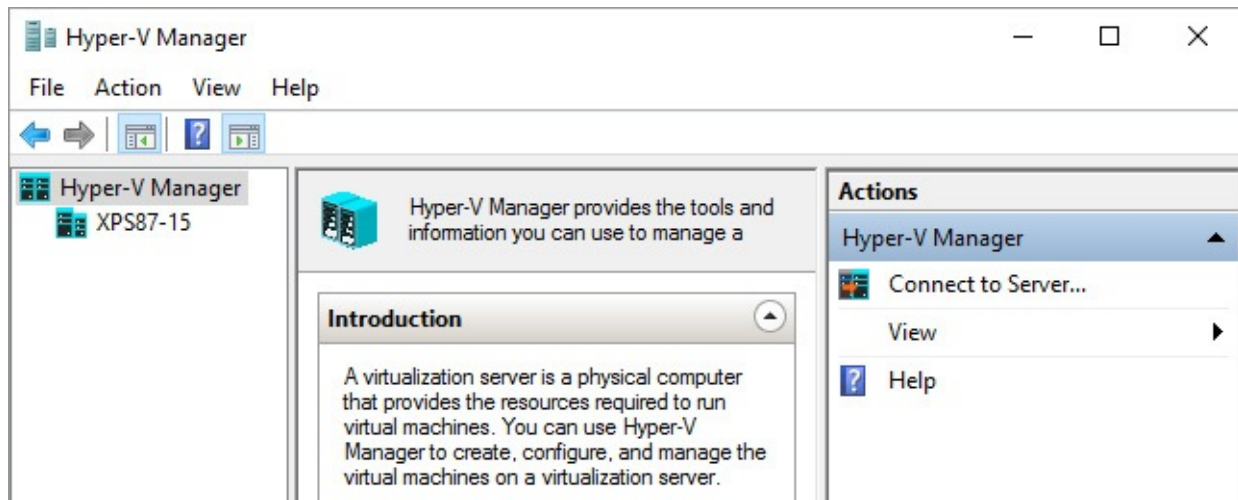 Hyper-V Manager
File Action View Help
Hyper-V Manager
XPS87-15
Hyper-V Manager provides the tools and
information you can use to manage a
Introduction
A virtualization server is a physical computer
that provides the resources required to run
virtual machines. You can use Hyper-V
Manager to create, configure, and manage the
virtual machines on a virtualization server.
Actions
Hyper-V Manager
Connect to Server...
View
Help